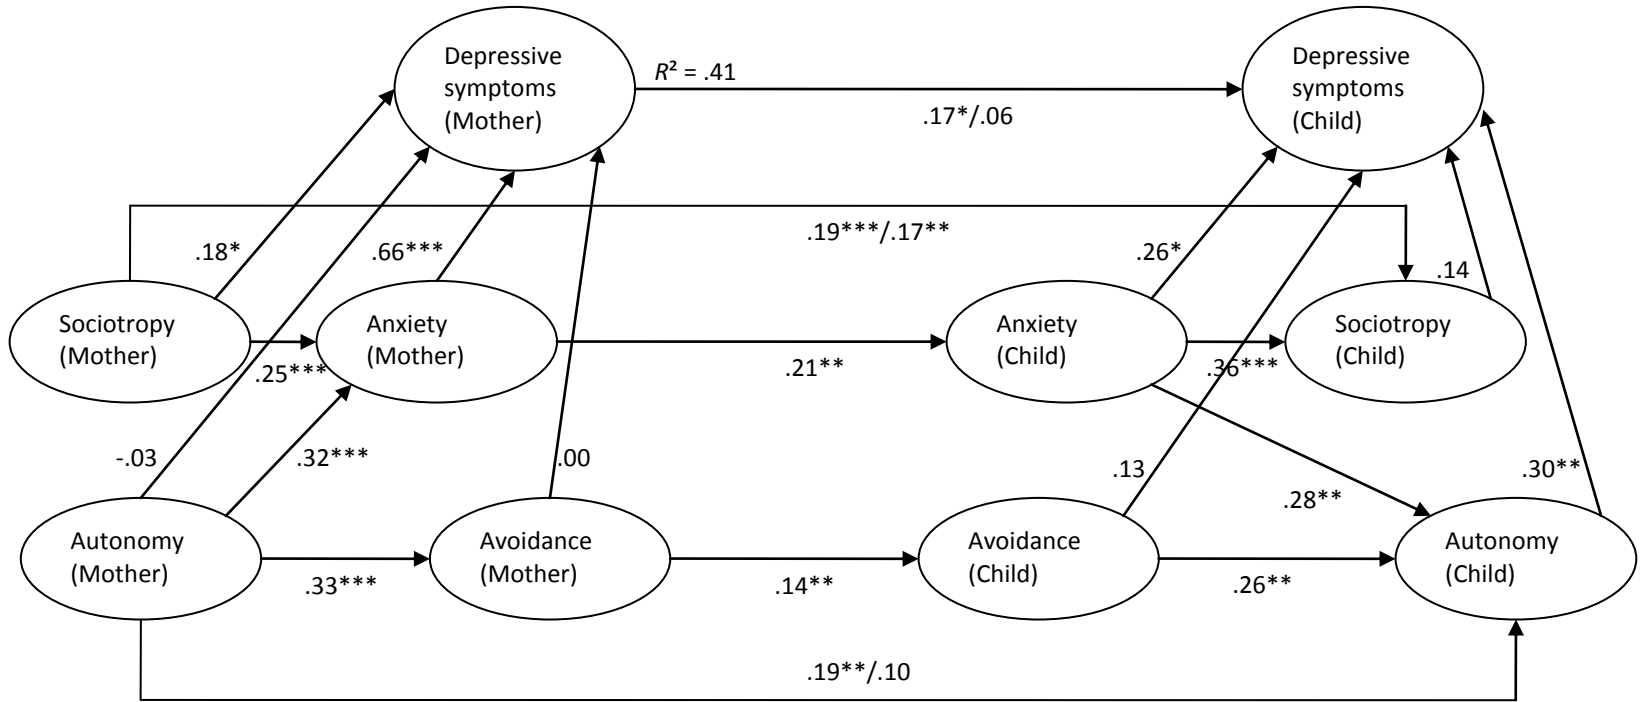 Depressive
symptoms
(Mother)
R² = .41
.17*/.06
Depressive
symptoms
(Child)
.19***/.17**
.18*
.66***
.26*
.14
Sociotropy
(Mother)
Anxiety
(Mother)
Anxiety
(Child)
Sociotropy
(Child)
.25***
.21**
.36***
-.03
.32***
.00
.13
.28**
.30**
Autonomy
(Mother)
Avoidance
(Mother)
Avoidance
(Child)
Autonomy
(Child)
.33***
.14**
.26**
.19**/.10